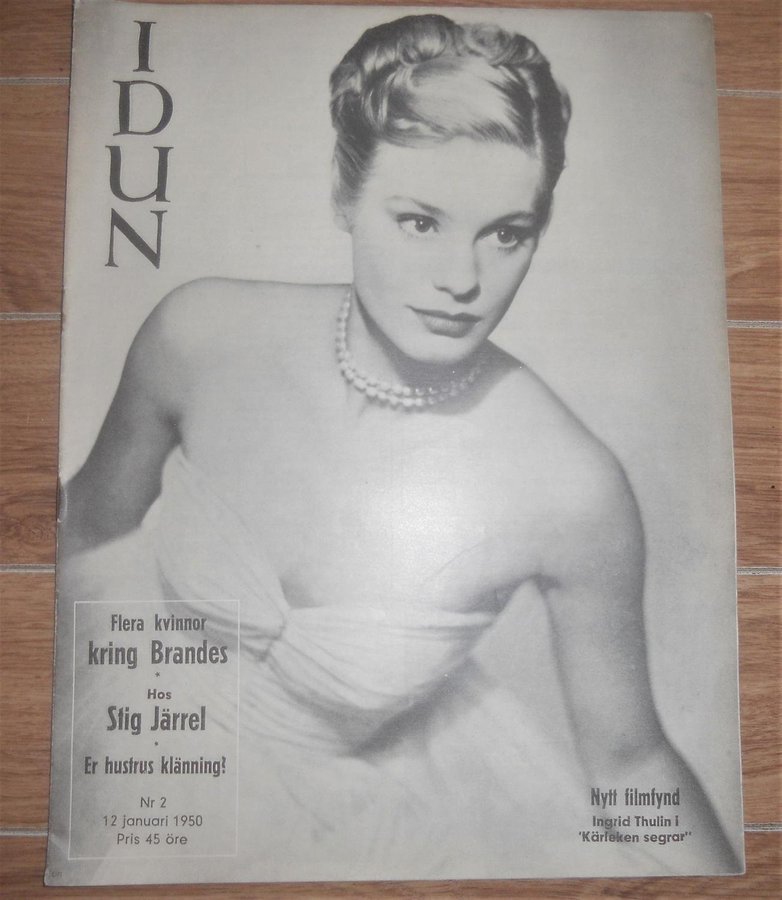 IDUN
Flera kvinnor
kring Brandes
*
Hos
Stig Järrel
*
Er hustrus klänning?
Nr 2
12 januari 1950
Pris 45 öre
Nytt filmfynd
Ingrid Thulin i
"Kärleken segrar"